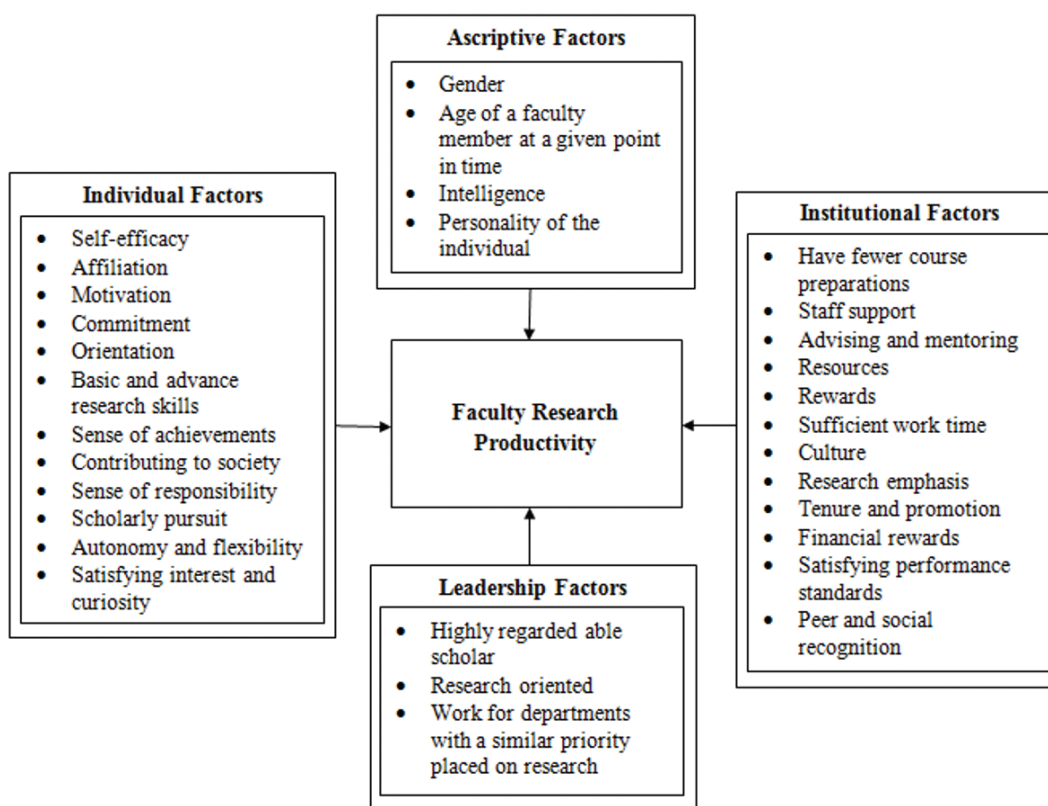 Ascriptive Factors
• Gender
• Age of a faculty
member at a given point
in time
• Intelligence
• Personality of the
individual
Individual Factors
• Self-efficacy
• Affiliation
• Motivation
• Commitment
• Orientation
• Basic and advance
research skills
• Sense of achievements
• Contributing to society
• Sense of responsibility
• Scholarly pursuit
• Autonomy and flexibility
• Satisfying interest and
curiosity
Faculty Research
Productivity
Institutional Factors
• Have fewer course
preparations
• Staff support
• Advising and mentoring
• Resources
• Rewards
• Sufficient work time
• Culture
• Research emphasis
• Tenure and promotion
• Financial rewards
• Satisfying performance
standards
• Peer and social
recognition
Leadership Factors
• Highly regarded able
scholar
• Research oriented
• Work for departments
with a similar priority
placed on research